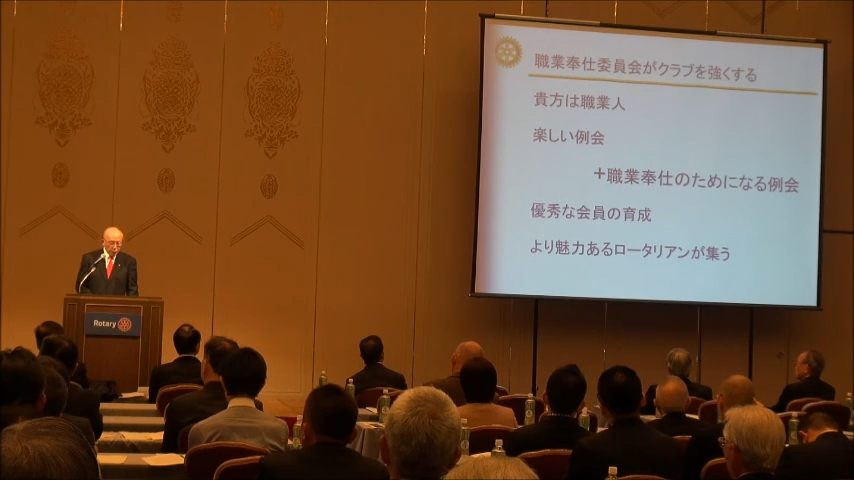 職業奉仕委員会がクラブを強くする
貴方は職業人
楽しい例会
+職業奉仕のためになる例会
優秀な会員の育成
より魅力あるロータリアンが集う
Rotary